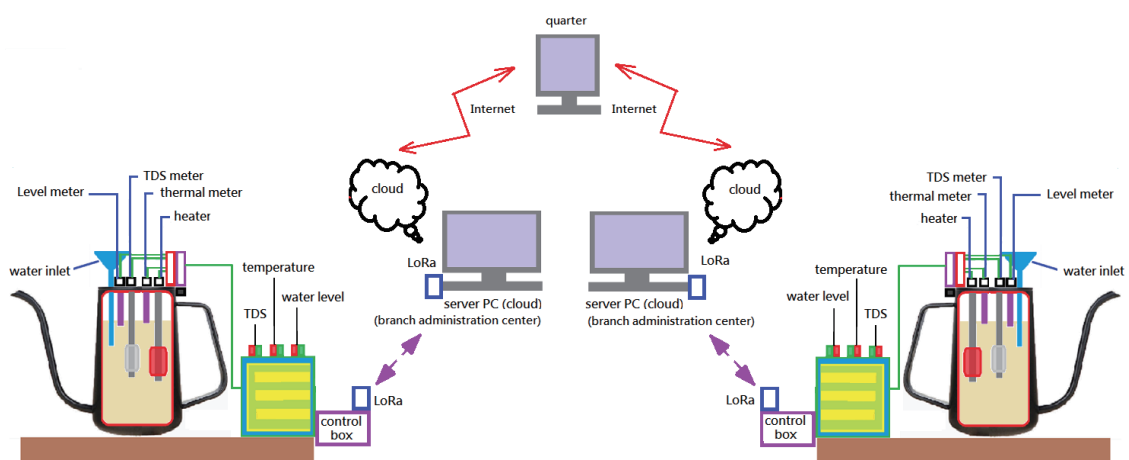 quarter
Internet
Internet
cloud
cloud
TDS meter
Level meter
thermal meter
heater
water inlet
temperature
water level
TDS
LoRa
server PC (cloud)
(branch administration center)
LoRa
control
box
LoRa
server PC (cloud)
(branch administration center)
LoRa
control
box
TDS meter
thermal meter
Level meter
heater
water inlet
temperature
water level
TDS